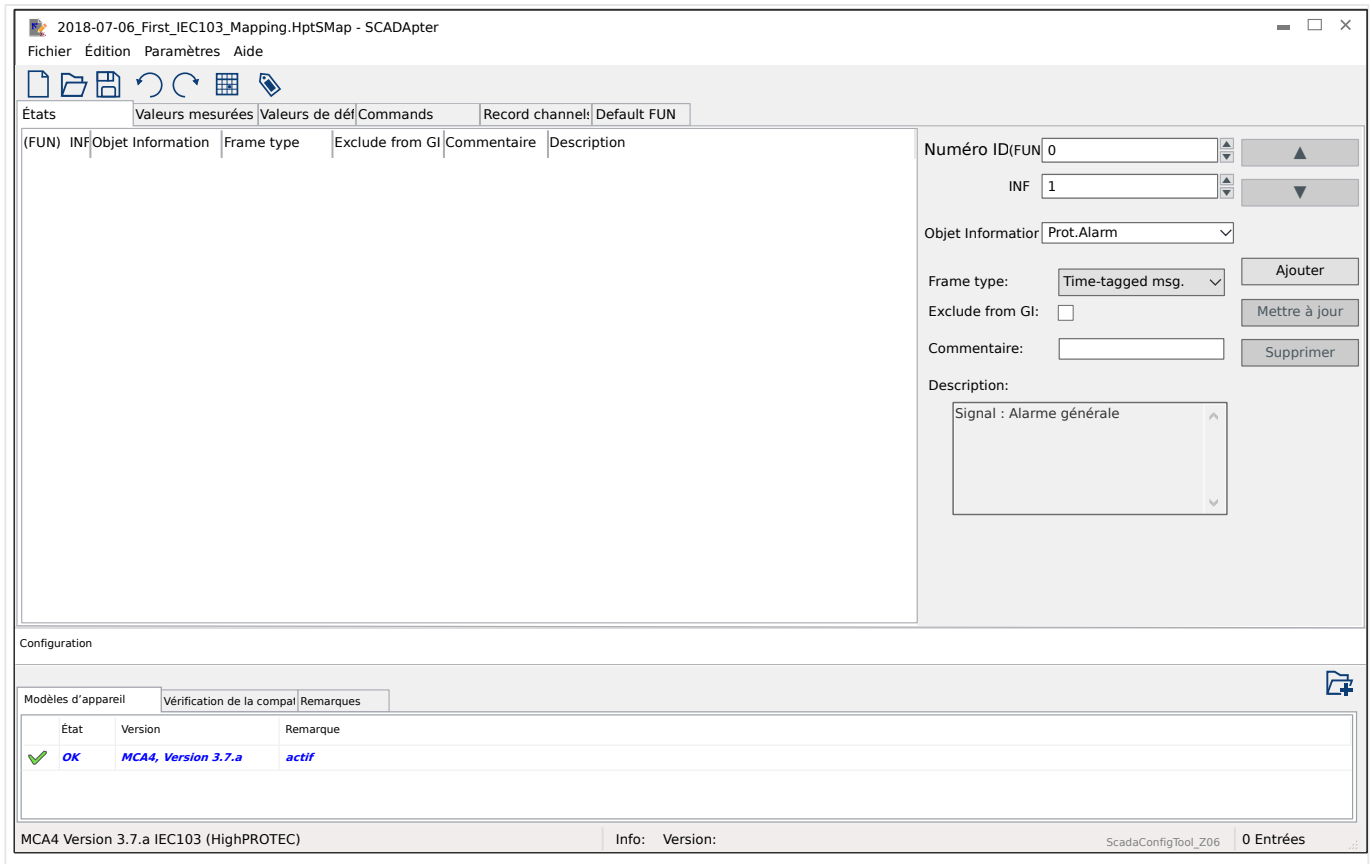 2018-07-06_First_IEC103_Mapping.HptSMap - SCADApter
Fichier Édition Paramètres Aide
États Valeurs mesurées Valeurs de déf Commands Record channels Default FUN
(FUN) INF Objet Information Frame type Exclude from GI Commentaire Description
Numéro ID(FUN 0
INF 1
Objet Information Prot.Alarm
Frame type: Time-tagged msg. Ajouter
Exclude from GI: Mettre à jour
Commentaire: Supprimer
Description:
Signal : Alarme générale
Configuration
Modèles d’appareil Vérification de la compat Remarques
État Version Remarque
OK MCA4, Version 3.7.a actif
MCA4 Version 3.7.a IEC103 (HighPROTEC) Info: Version: ScadaConfigTool_Z06 0 Entrées